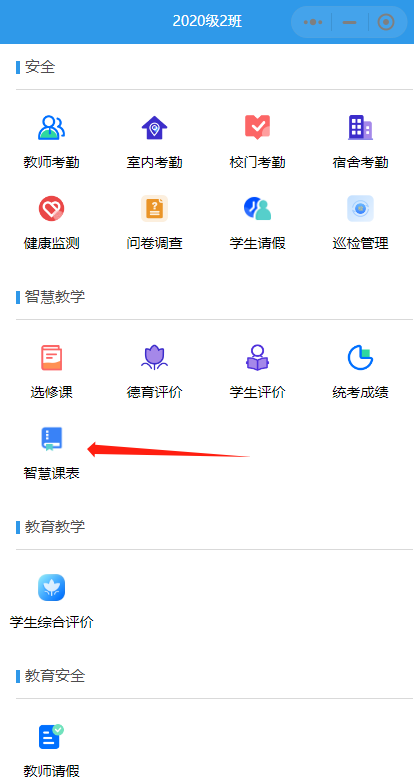 2020级2班
安全
教师考勤 室内考勤 校门考勤 宿舍考勤
健康监测 问卷调查 学生请假 巡检管理
智慧教学
选修课 德育评价 学生评价 统考成绩
智慧课表
教育教学
学生综合评价
教育安全
教师请假